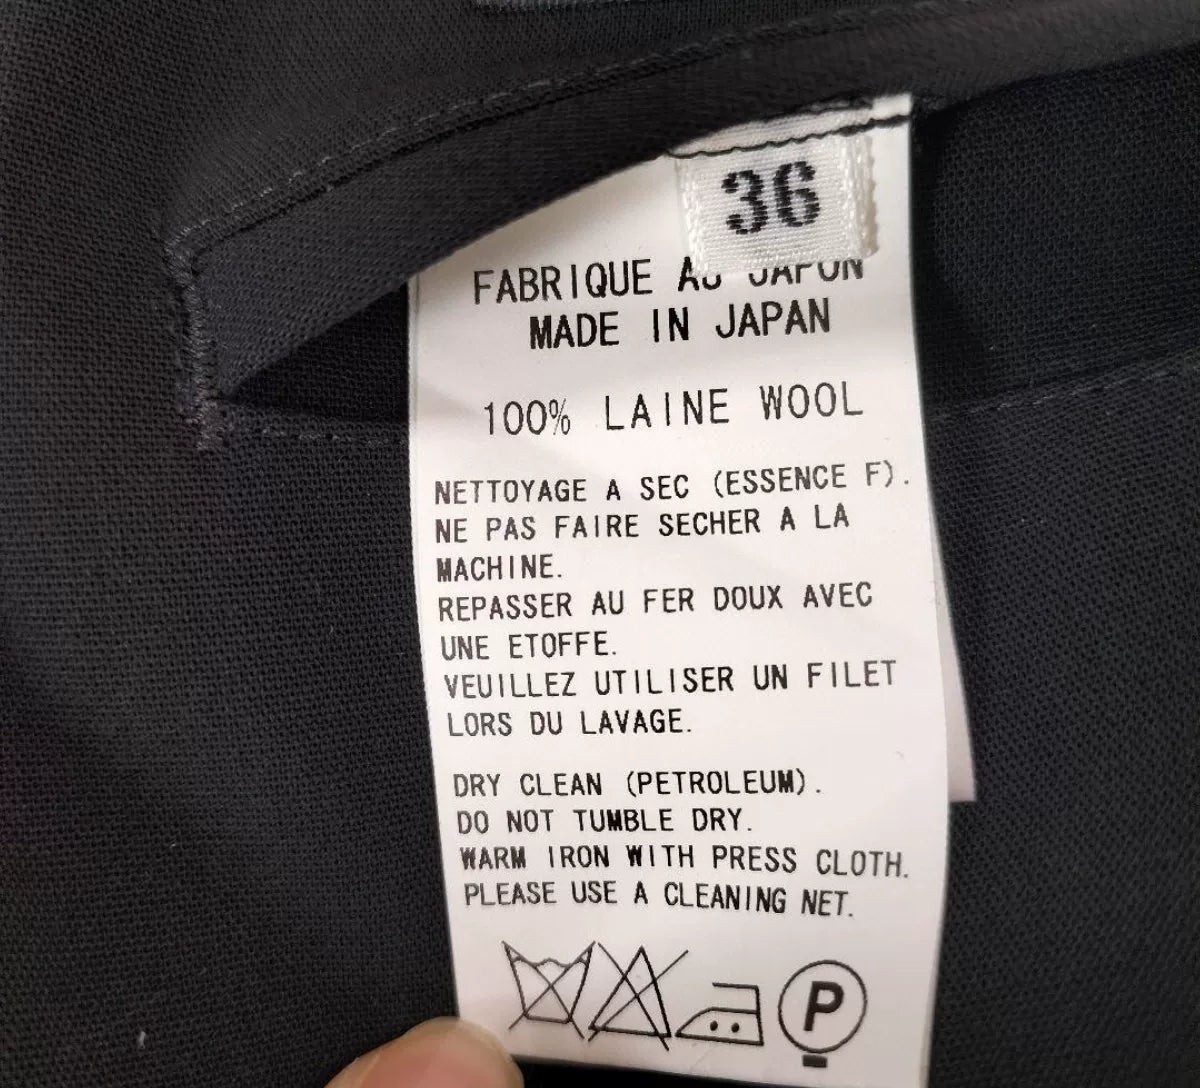 36
FABRIQUE AU JAPON
MADE IN JAPAN
100% LAINE WOOL
NETTOYAGE A SEC (ESSENCE F).
NE PAS FAIRE SECHER A LA
MACHINE.
REPASSER AU FER DOUX AVEC
UNE ETOFFE.
VEUILLEZ UTILISER UN FILET
LORS DU LAVAGE.
DRY CLEAN (PETROLEUM).
DO NOT TUMBLE DRY.
WARM IRON WITH PRESS CLOTH.
PLEASE USE A CLEANING NET.
P